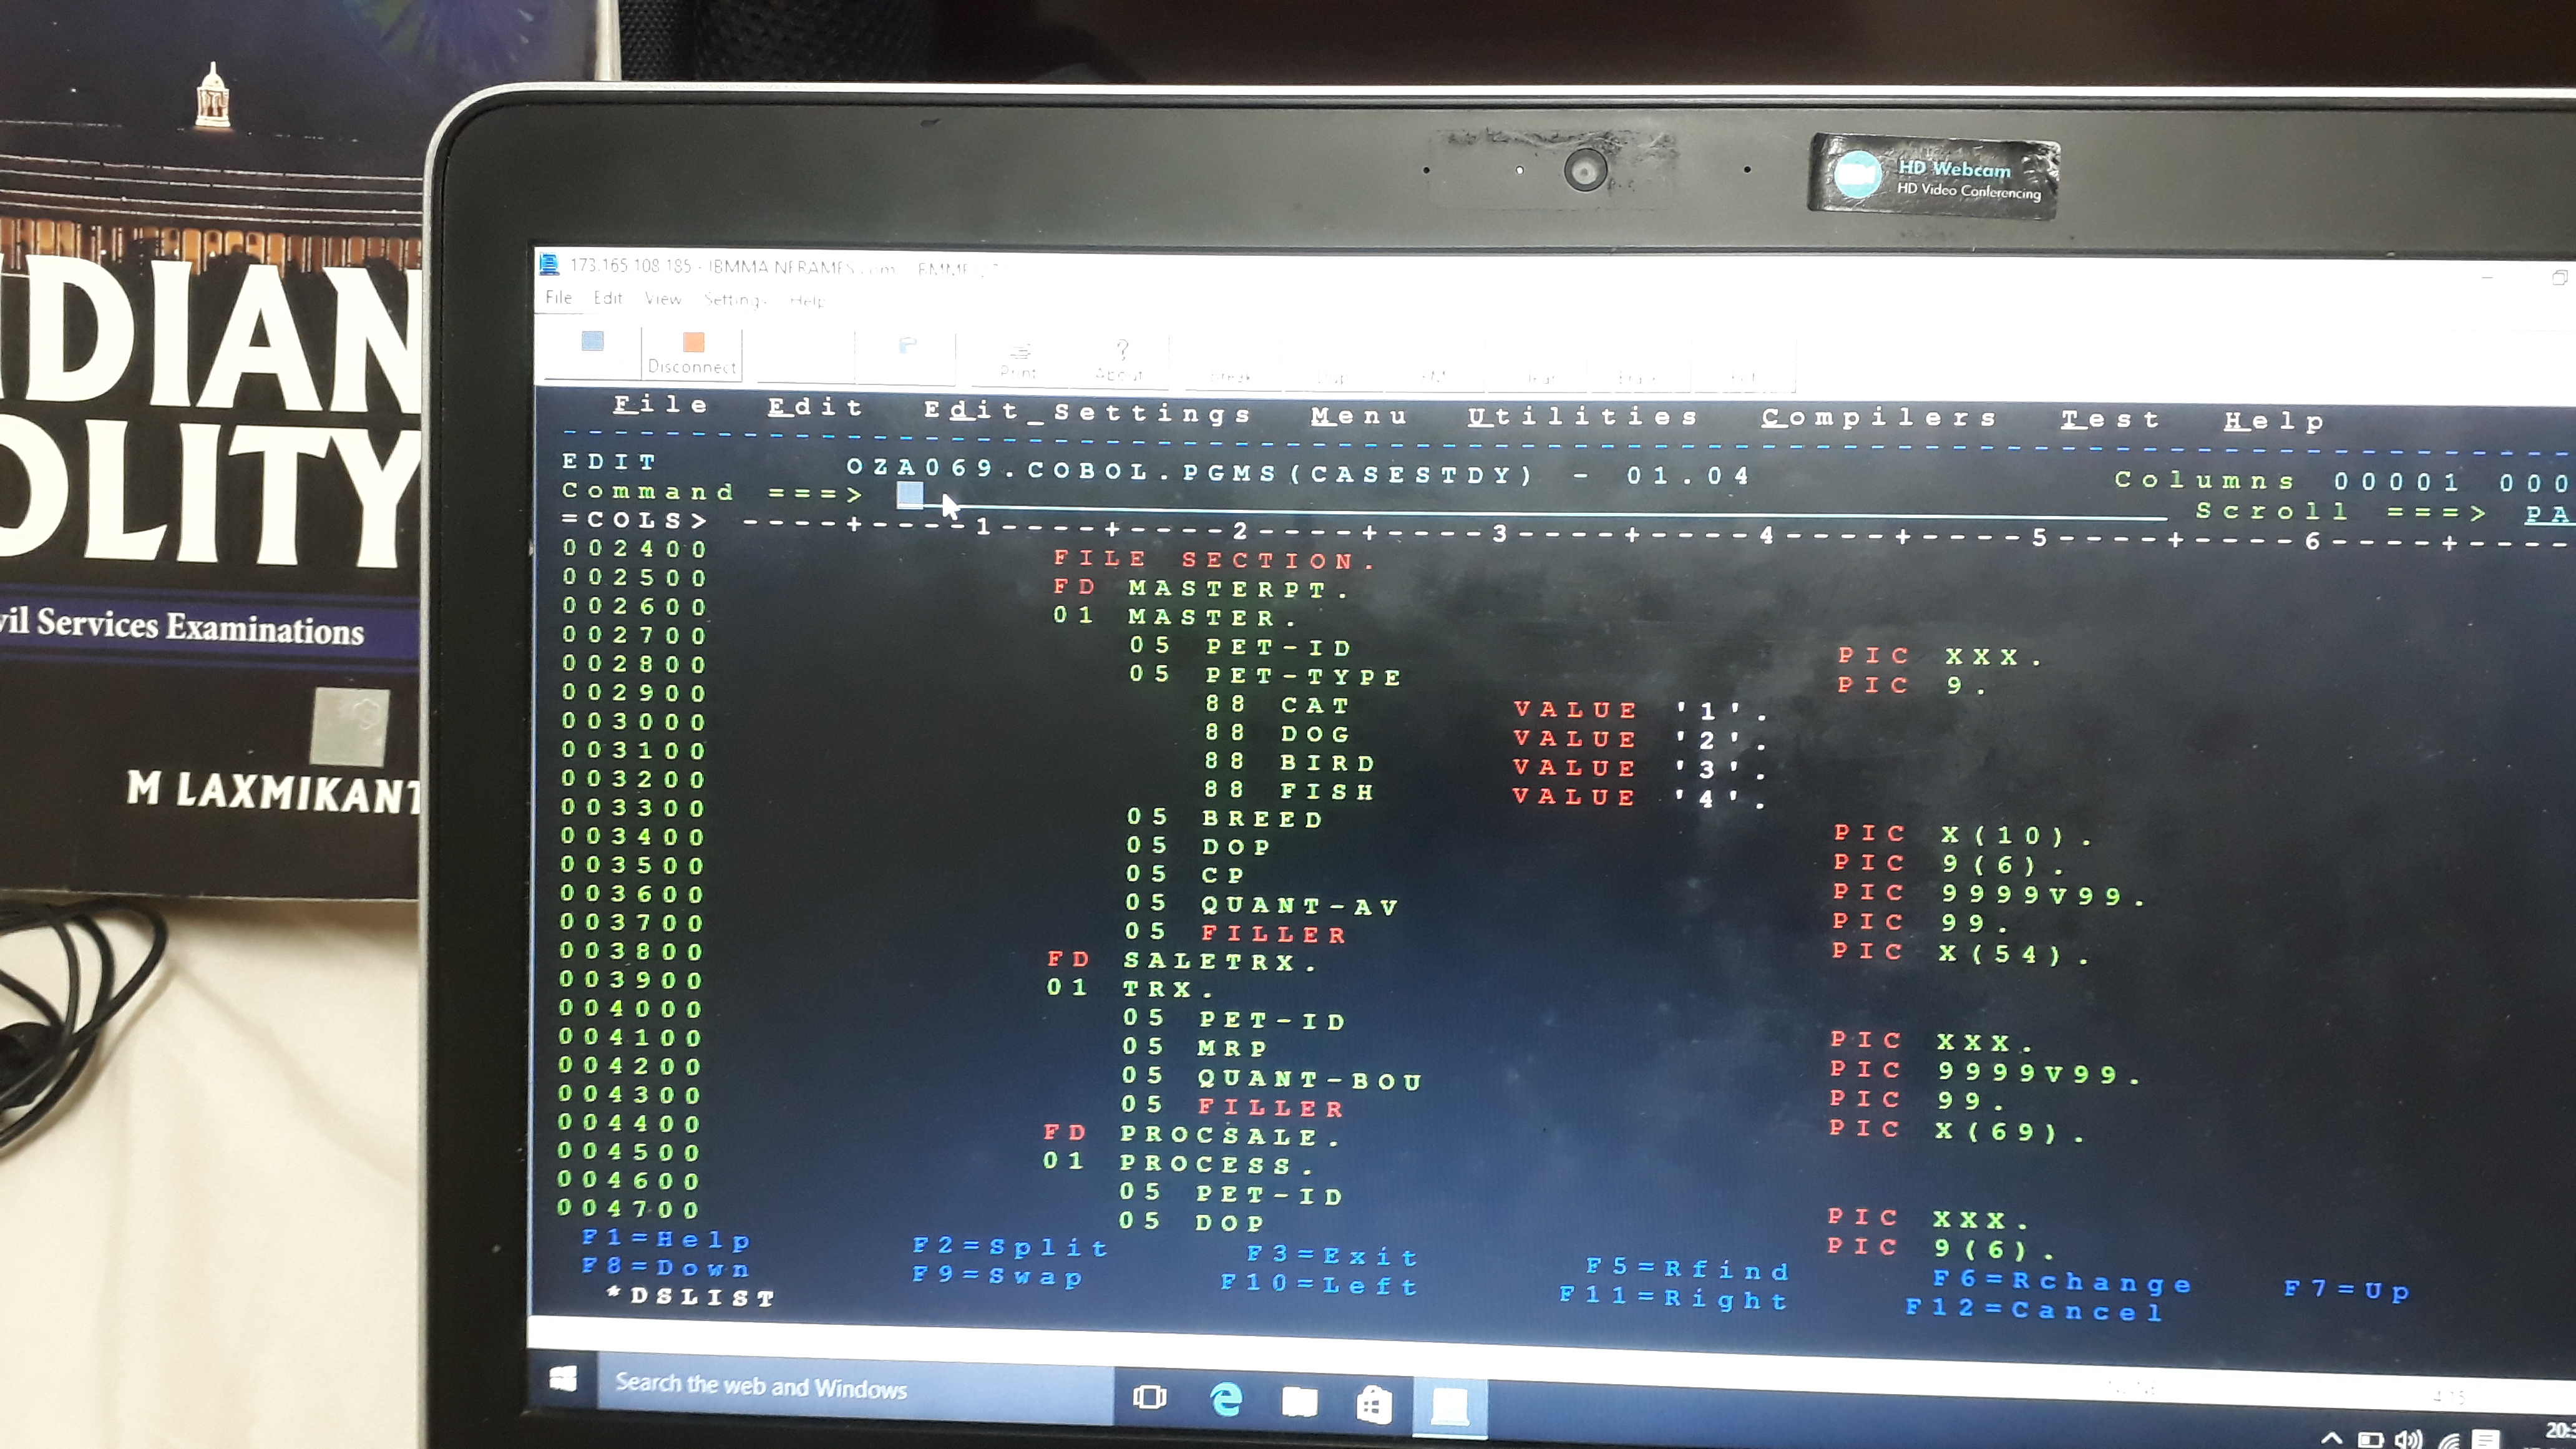 DIAN
OLITY
vil Services Examinations
M LAXMIKANT
HD Webcam
HD Video Conferencing
173.165.108.185 -
File Edit View Settings Help
Disconnect Print About
File Edit Edit_Settings Menu Utilities Compilers Test Help
EDIT OZA069.COBOL.PGMS(CASESTDY) - 01.04 Columns 00001 000
Command ===> Scroll ===> PA
=COLS> ----+----1----+----2----+----3----+----4----+----5----+----6----+----
002400 FILE SECTION.
002500 FD MASTERPT.
002600 01 MASTER.
002700 05 PET-ID PIC XXX.
002800 05 PET-TYPE PIC 9.
002900 88 CAT VALUE '1'.
003000 88 DOG VALUE '2'.
003100 88 BIRD VALUE '3'.
003200 88 FISH VALUE '4'.
003300 05 BREED PIC X(10).
003400 05 DOP PIC 9(6).
003500 05 CP PIC 9999V99.
003600 05 QUANT-AV PIC 99.
003700 05 FILLER PIC X(54).
003800 FD SALETRX.
003900 01 TRX.
004000 05 PET-ID PIC XXX.
004100 05 MRP PIC 9999V99.
004200 05 QUANT-BOU PIC 99.
004300 05 FILLER PIC X(69).
004400 FD PROCSALE.
004500 01 PROCESS.
004600 05 PET-ID PIC XXX.
004700 05 DOP PIC 9(6).
F1=Help F2=Split F3=Exit F5=Rfind F6=Rchange F7=Up
F8=Down F9=Swap F10=Left F11=Right F12=Cancel
*DSLIST
Search the web and Windows